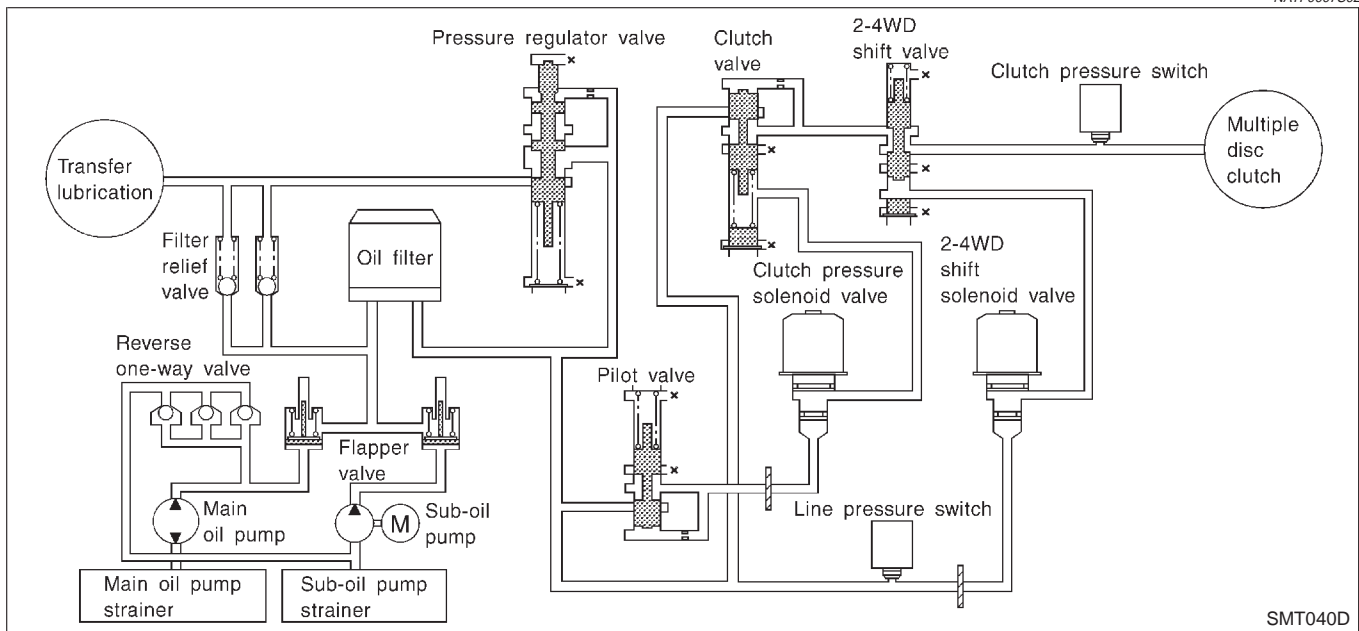 Pressure regulator valve
Clutch
valve
2-4WD
shift valve
Clutch pressure switch
Multiple
disc
clutch
Transfer
lubrication
Filter
relief
valve
Oil filter
Clutch pressure
solenoid valve
2-4WD
shift
solenoid valve
Reverse
one-way valve
Pilot valve
Flapper
valve
Main
oil pump
M
Sub-oil
pump
Line pressure switch
Main oil pump
strainer
Sub-oil pump
strainer
SMT040D